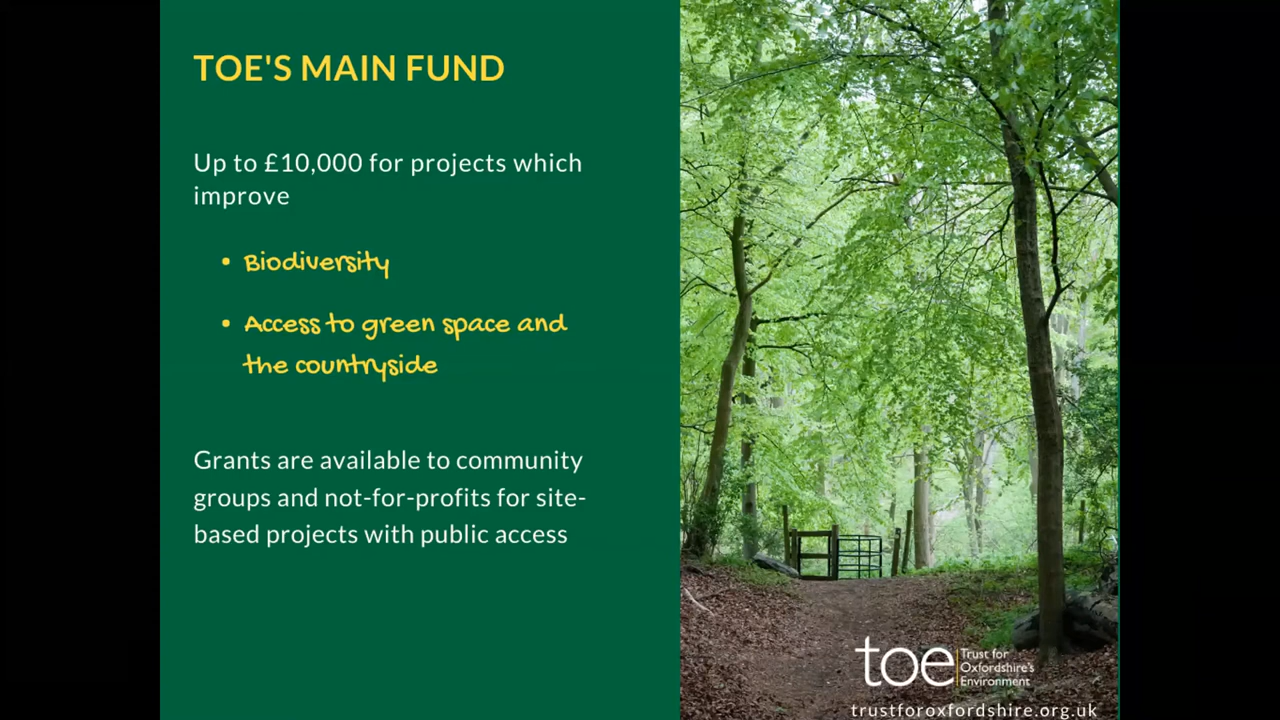 TOE'S MAIN FUND
Up to £10,000 for projects which
improve
• Biodiversity
• Access to green space and
the countryside
Grants are available to community
groups and not-for-profits for site-
based projects with public access
toe
Trust for
Oxfordshire's
Environment
trustforoxfordshire.org.uk